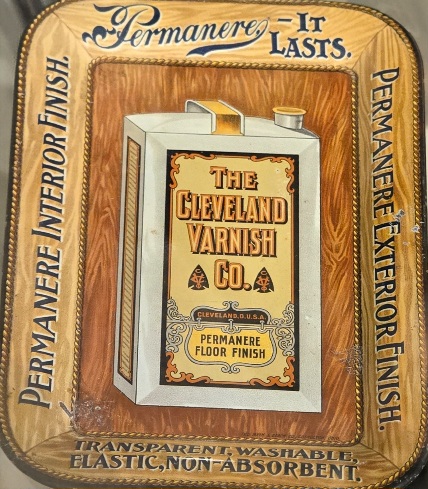 Permanere, – IT
LASTS.
PERMANERE INTERIOR FINISH.
PERMANERE EXTERIOR FINISH.
THE
CLEVELAND
VARNISH
CO.
CLEVELAND, O. U.S.A.
PERMANERE
FLOOR FINISH
TRANSPARENT, WASHABLE,
ELASTIC, NON-ABSORBENT.